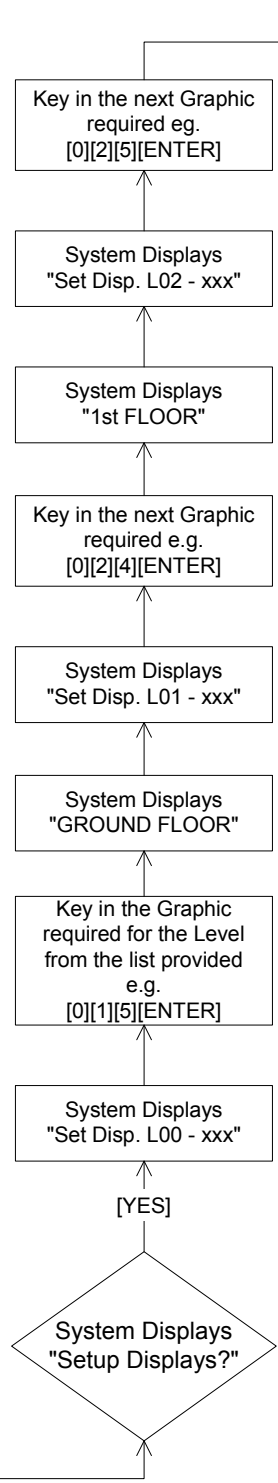 Key in the next Graphic
required eg.
[0][2][5][ENTER]
System Displays
"Set Disp. L02 - xxx"
System Displays
"1st FLOOR"
Key in the next Graphic
required e.g.
[0][2][4][ENTER]
System Displays
"Set Disp. L01 - xxx"
System Displays
"GROUND FLOOR"
Key in the Graphic
required for the Level
from the list provided
e.g.
[0][1][5][ENTER]
System Displays
"Set Disp. L00 - xxx"
[YES]
System Displays
"Setup Displays?"